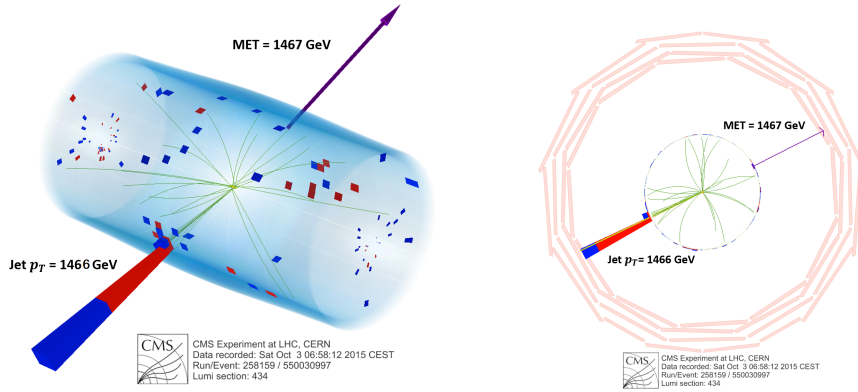 MET = 1467 GeV
Jet pT = 1466 GeV
CMS
CMS Experiment at LHC, CERN
Data recorded: Sat Oct 3 06:58:12 2015 CEST
Run/Event: 258159 / 550030997
Lumi section: 434
MET = 1467 GeV
Jet pT = 1466 GeV
CMS
CMS Experiment at LHC, CERN
Data recorded: Sat Oct 3 06:58:12 2015 CEST
Run/Event: 258159 / 550030997
Lumi section: 434